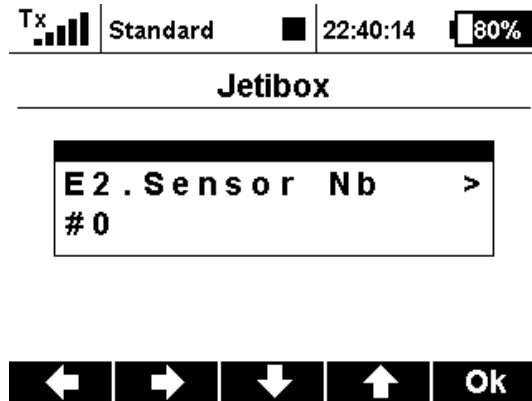 Tx Standard 22:40:14 80%
Jetibox
E2.Sensor Nb >
#0
Ok